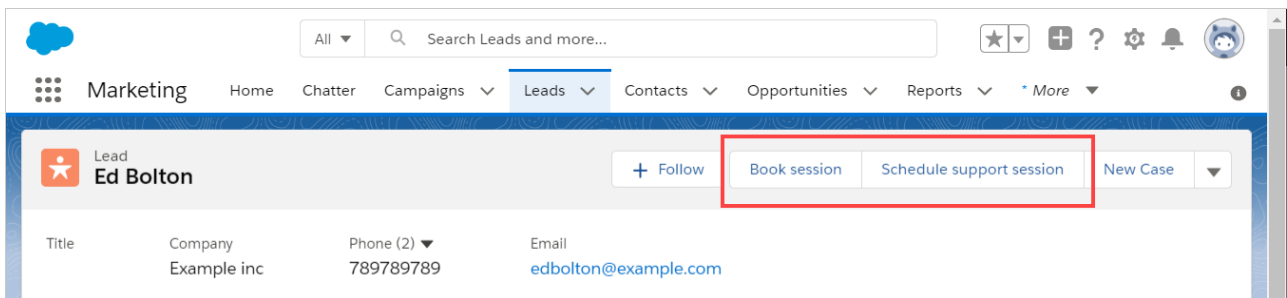 All Search Leads and more...
Marketing Home Chatter Campaigns Leads Contacts Opportunities Reports * More
Lead
Ed Bolton
+ Follow Book session Schedule support session New Case
Title Company Phone (2) Email
Example inc 789789789 edbolton@example.com